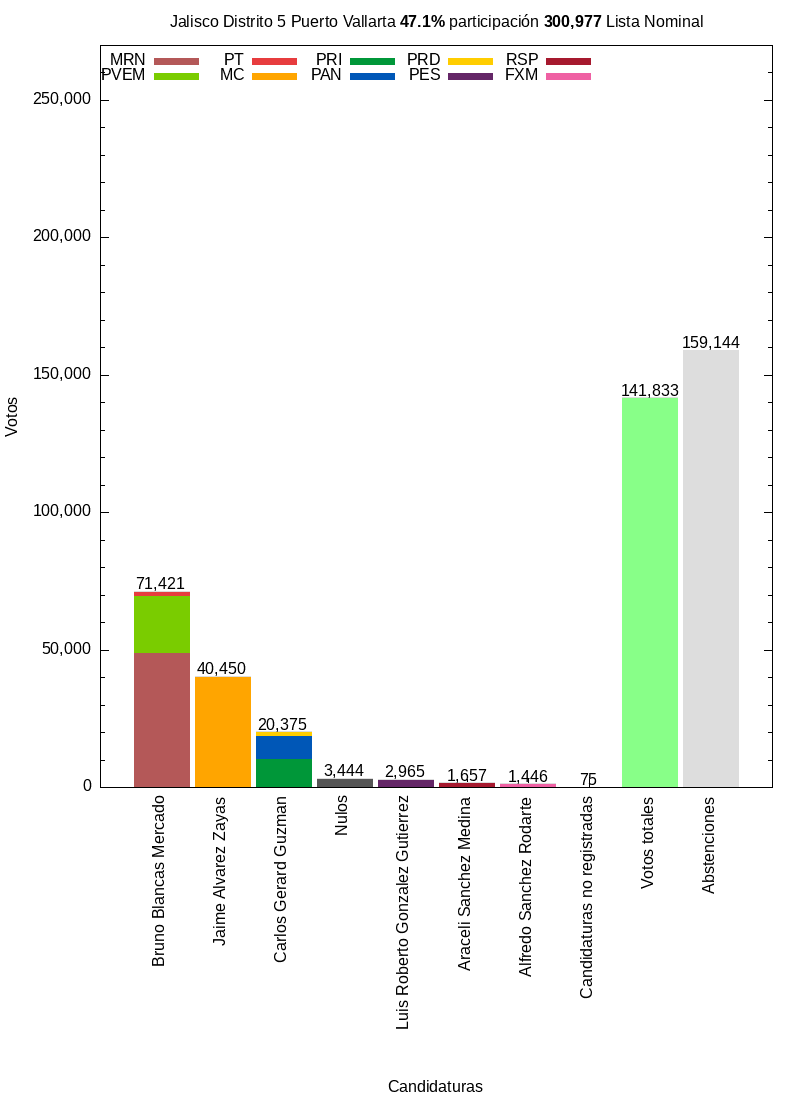 Jalisco Distrito 5 Puerto Vallarta 47.1% participación 300,977 Lista Nominal
MRN PT PRI PRD RSP
PVEM MC PAN PES FXM
250,000
200,000
150,000
100,000
50,000
0
Votos
71,421
40,450
20,375
3,444
2,965
1,657
1,446
75
141,833
159,144
Bruno Blancas Mercado
Jaime Alvarez Zayas
Carlos Gerard Guzman
Nulos
Luis Roberto Gonzalez Gutierrez
Araceli Sanchez Medina
Alfredo Sanchez Rodarte
Candidaturas no registradas
Votos totales
Abstenciones
Candidaturas